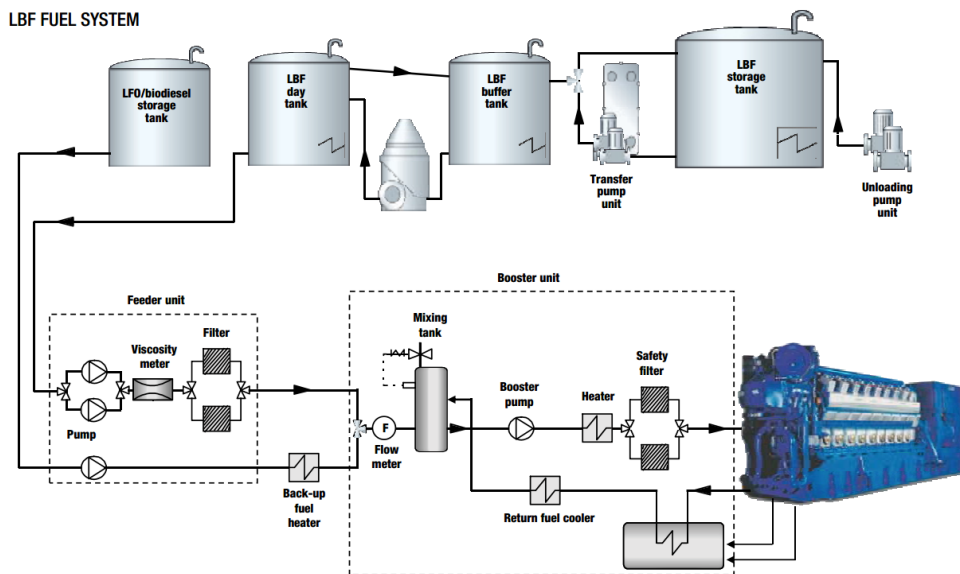 LBF FUEL SYSTEM
LFO/biodiesel
storage
tank
LBF
day
tank
LBF
buffer
tank
LBF
storage
tank
Transfer
pump
unit
Unloading
pump
unit
Booster unit
Feeder unit
Mixing
tank
Filter
Viscosity
meter
Safety
filter
Booster
pump
Heater
Pump
F
Flow
meter
Back-up
fuel
heater
Return fuel cooler